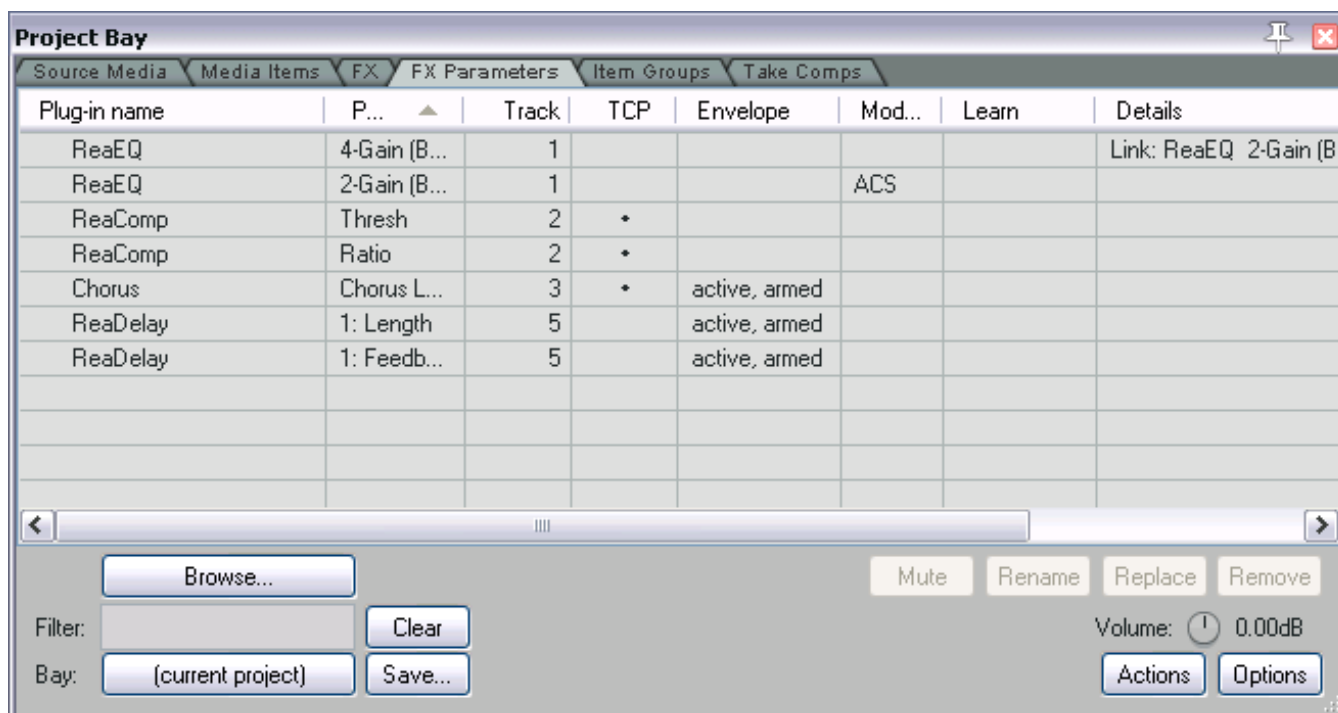 Project Bay
Source Media Media Items FX FX Parameters Item Groups Take Comps
Plug-in name P... Track TCP Envelope Mod... Learn Details
ReaEQ 4-Gain (B... 1 Link: ReaEQ 2-Gain (B
ReaEQ 2-Gain (B... 1 ACS
ReaComp Thresh 2 •
ReaComp Ratio 2 •
Chorus Chorus L... 3 • active, armed
ReaDelay 1: Length 5 active, armed
ReaDelay 1: Feedb... 5 active, armed
Browse... Mute Rename Replace Remove
Filter: Clear Volume: 0.00dB
Bay: (current project) Save... Actions Options